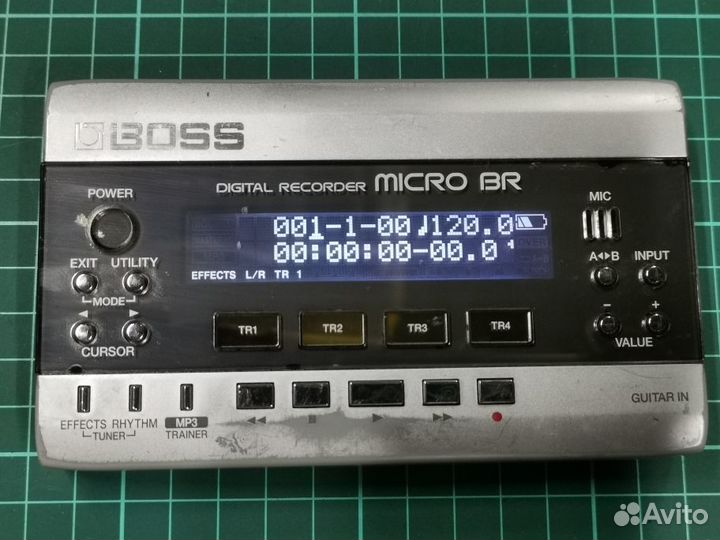 BOSS
DIGITAL RECORDER MICRO BR
POWER
MIC
001-1-00♩120.0
00:00:00-00.0
EFFECTS L/R TR 1
EXIT UTILITY
MODE
CURSOR
A◂▸B INPUT
− +
VALUE
TR1 TR2 TR3 TR4
EFFECTS RHYTHM
TUNER
MP3
TRAINER
GUITAR IN
Avito